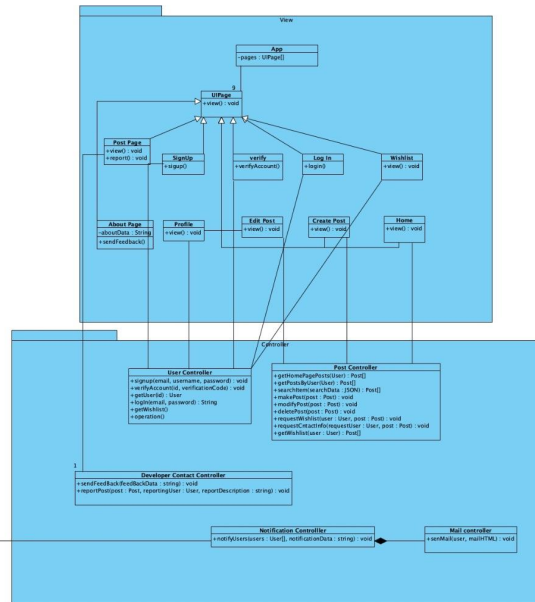 View
App
-pages : UIPage[]
9
UIPage
+view() : void
Post Page
+view() : void
+report() : void
SignUp
+sigup()
verify
+verifyAccount()
Log In
+login()
Wishlist
+view() : void
About Page
-aboutData : String
+sendFeedback()
Profile
+view() : void
Edit Post
+view() : void
Create Post
+view() : void
Home
+view() : void
Controller
User Controller
+signup(email, username, password) : void
+verifyAccount(id, verificationCode) : void
+getUser(id) : User
+logIn(email, password) : String
+getWishlist()
+operation()
Post Controller
+getHomePagePosts(User) : Post[]
+getPostsByUser(User) : Post[]
+searchItem(searchData : JSON) : Post[]
+makePost(post : Post) : void
+modifyPost(post : Post) : void
+deletePost(post : Post) : void
+requestWishlist(user : User, post : Post) : void
+requestCntactInfo(requestUser : User, post : Post) : void
+getWishlist(user : User) : Post[]
1
Developer Contact Controller
+sendFeedBack(feedBackData : string) : void
+reportPost(post : Post, reportingUser : User, reportDescription : string) : void
Notification Controller
+notifyUsers(users : User[], notificationData : string) : void
Mail controller
+senMail(user, mailHTML) : void